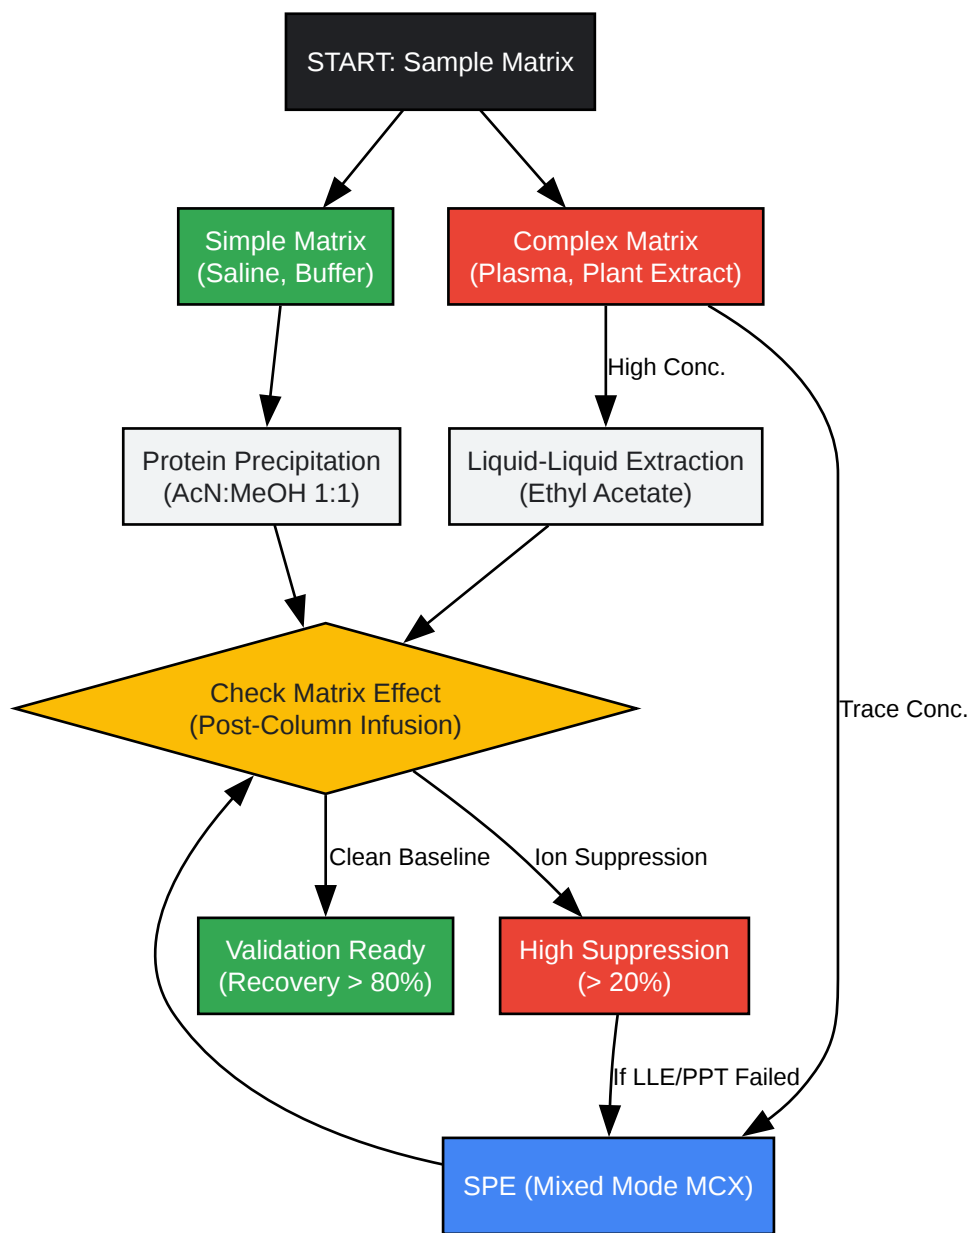 START: Sample Matrix
Simple Matrix
(Saline, Buffer)
Complex Matrix
(Plasma, Plant Extract)
High Conc.
Protein Precipitation
(AcN:MeOH 1:1)
Liquid-Liquid Extraction
(Ethyl Acetate)
Check Matrix Effect
(Post-Column Infusion)
Trace Conc.
Clean Baseline
Ion Suppression
Validation Ready
(Recovery > 80%)
High Suppression
(> 20%)
If LLE/PPT Failed
SPE (Mixed Mode MCX)